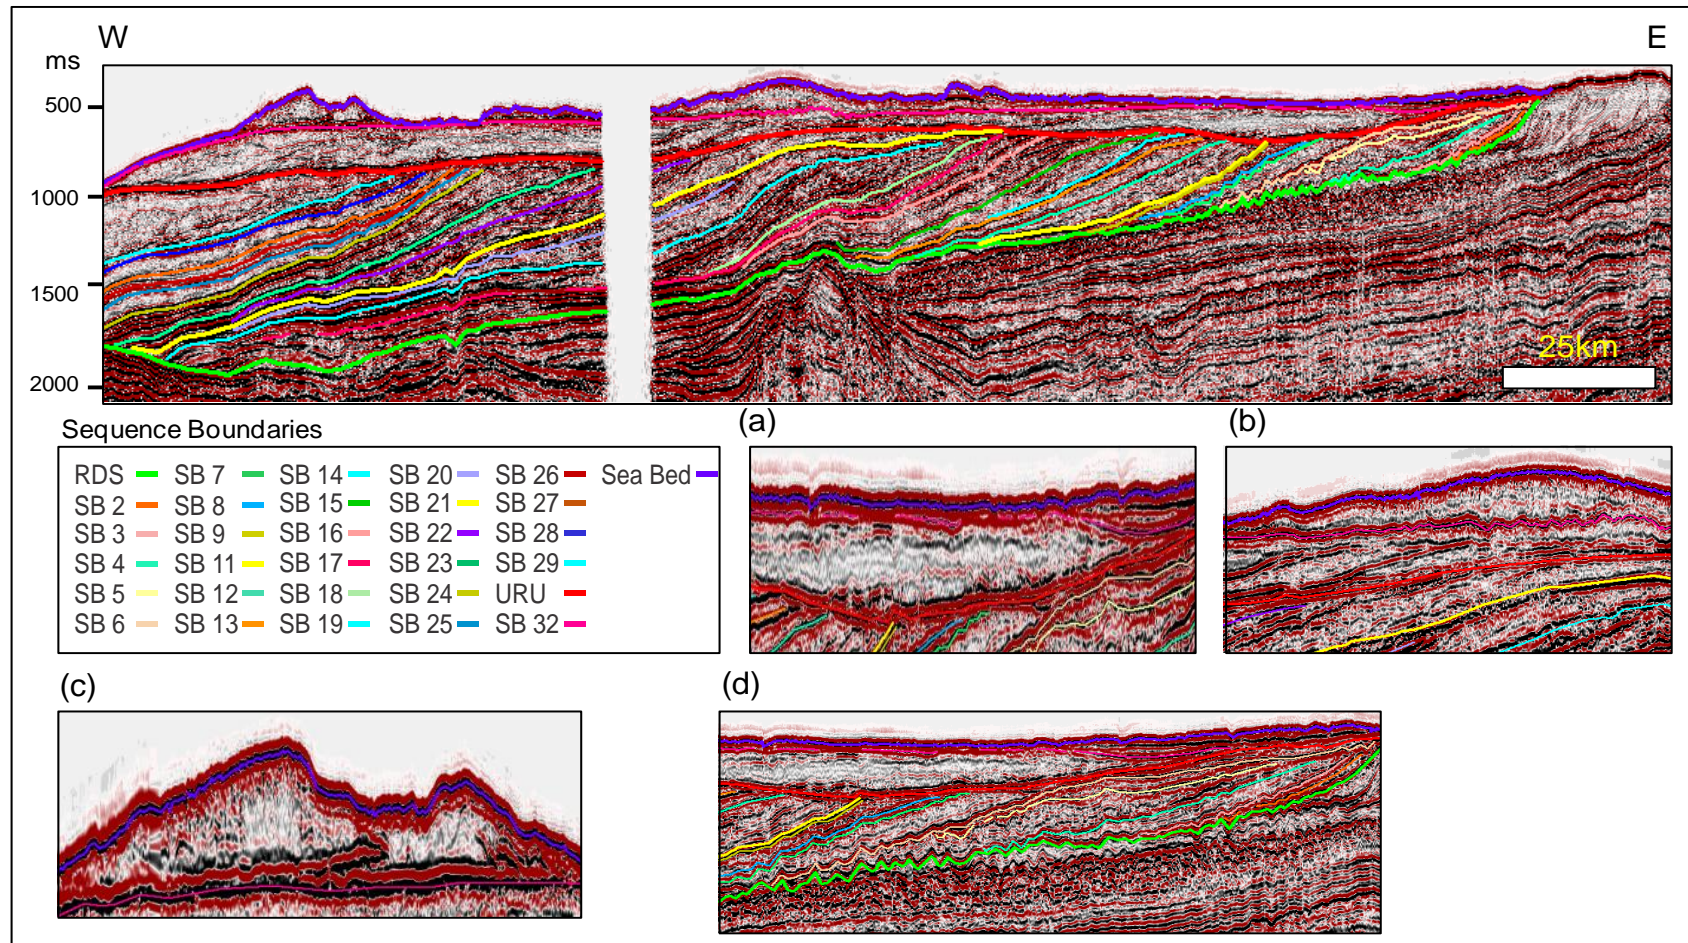 W E
ms
500
1000
1500
2000
25km
(a) (b)
Sequence Boundaries
RDS SB 7 SB 14 SB 20 SB 26 Sea Bed
SB 2 SB 8 SB 15 SB 21 SB 27
SB 3 SB 9 SB 16 SB 22 SB 28
SB 4 SB 11 SB 17 SB 23 SB 29
SB 5 SB 12 SB 18 SB 24 URU
SB 6 SB 13 SB 19 SB 25 SB 32
(c) (d)